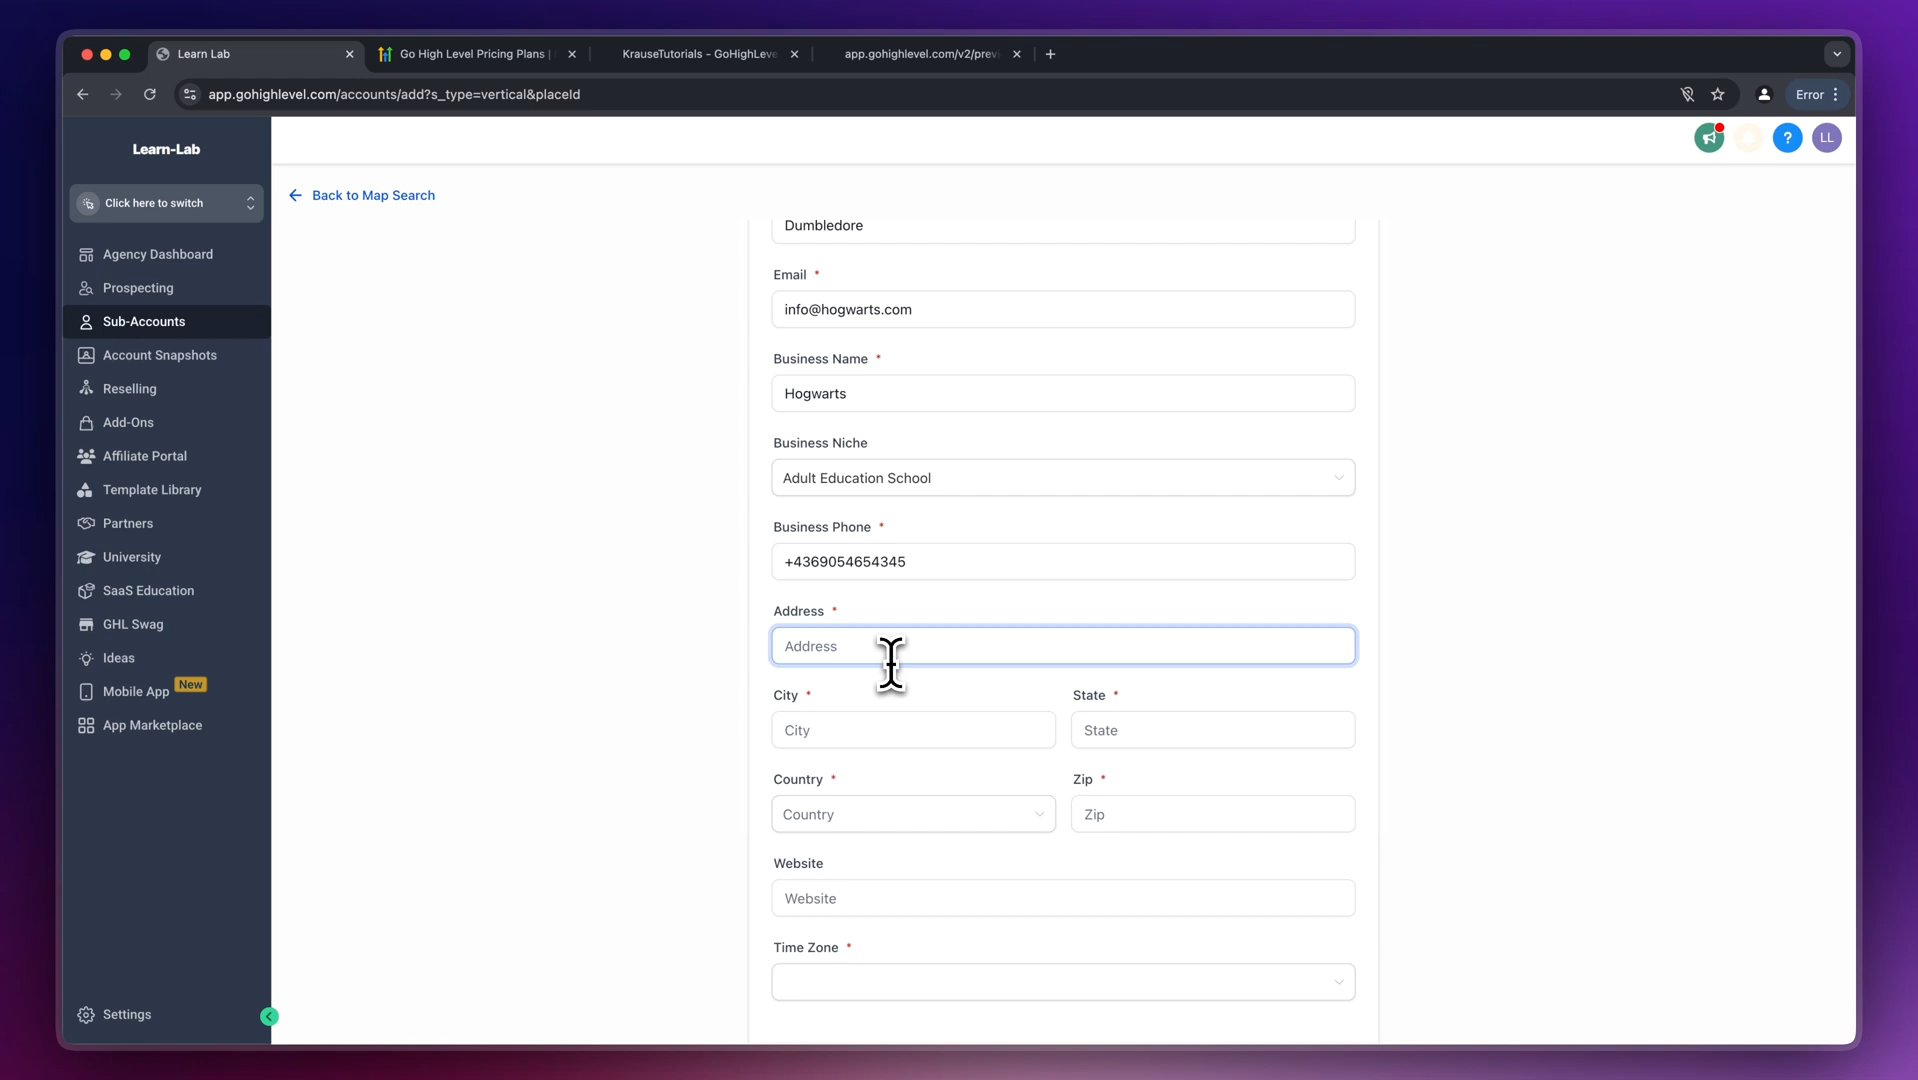 Learn Lab
Go High Level Pricing Plans |
KrauseTutorials - GoHighLeve
app.gohighlevel.com/v2/previ
app.gohighlevel.com/accounts/add?s_type=vertical&placeId
Error
Learn-Lab
LL
Click here to switch
Back to Map Search
Agency Dashboard
Prospecting
Sub-Accounts
Account Snapshots
Reselling
Add-Ons
Affiliate Portal
Template Library
Partners
University
SaaS Education
GHL Swag
Ideas
Mobile App New
App Marketplace
Settings
Dumbledore
Email *
info@hogwarts.com
Business Name *
Hogwarts
Business Niche
Adult Education School
Business Phone *
+4369054654345
Address *
Address
City * State *
City State
Country * Zip *
Country Zip
Website
Website
Time Zone *